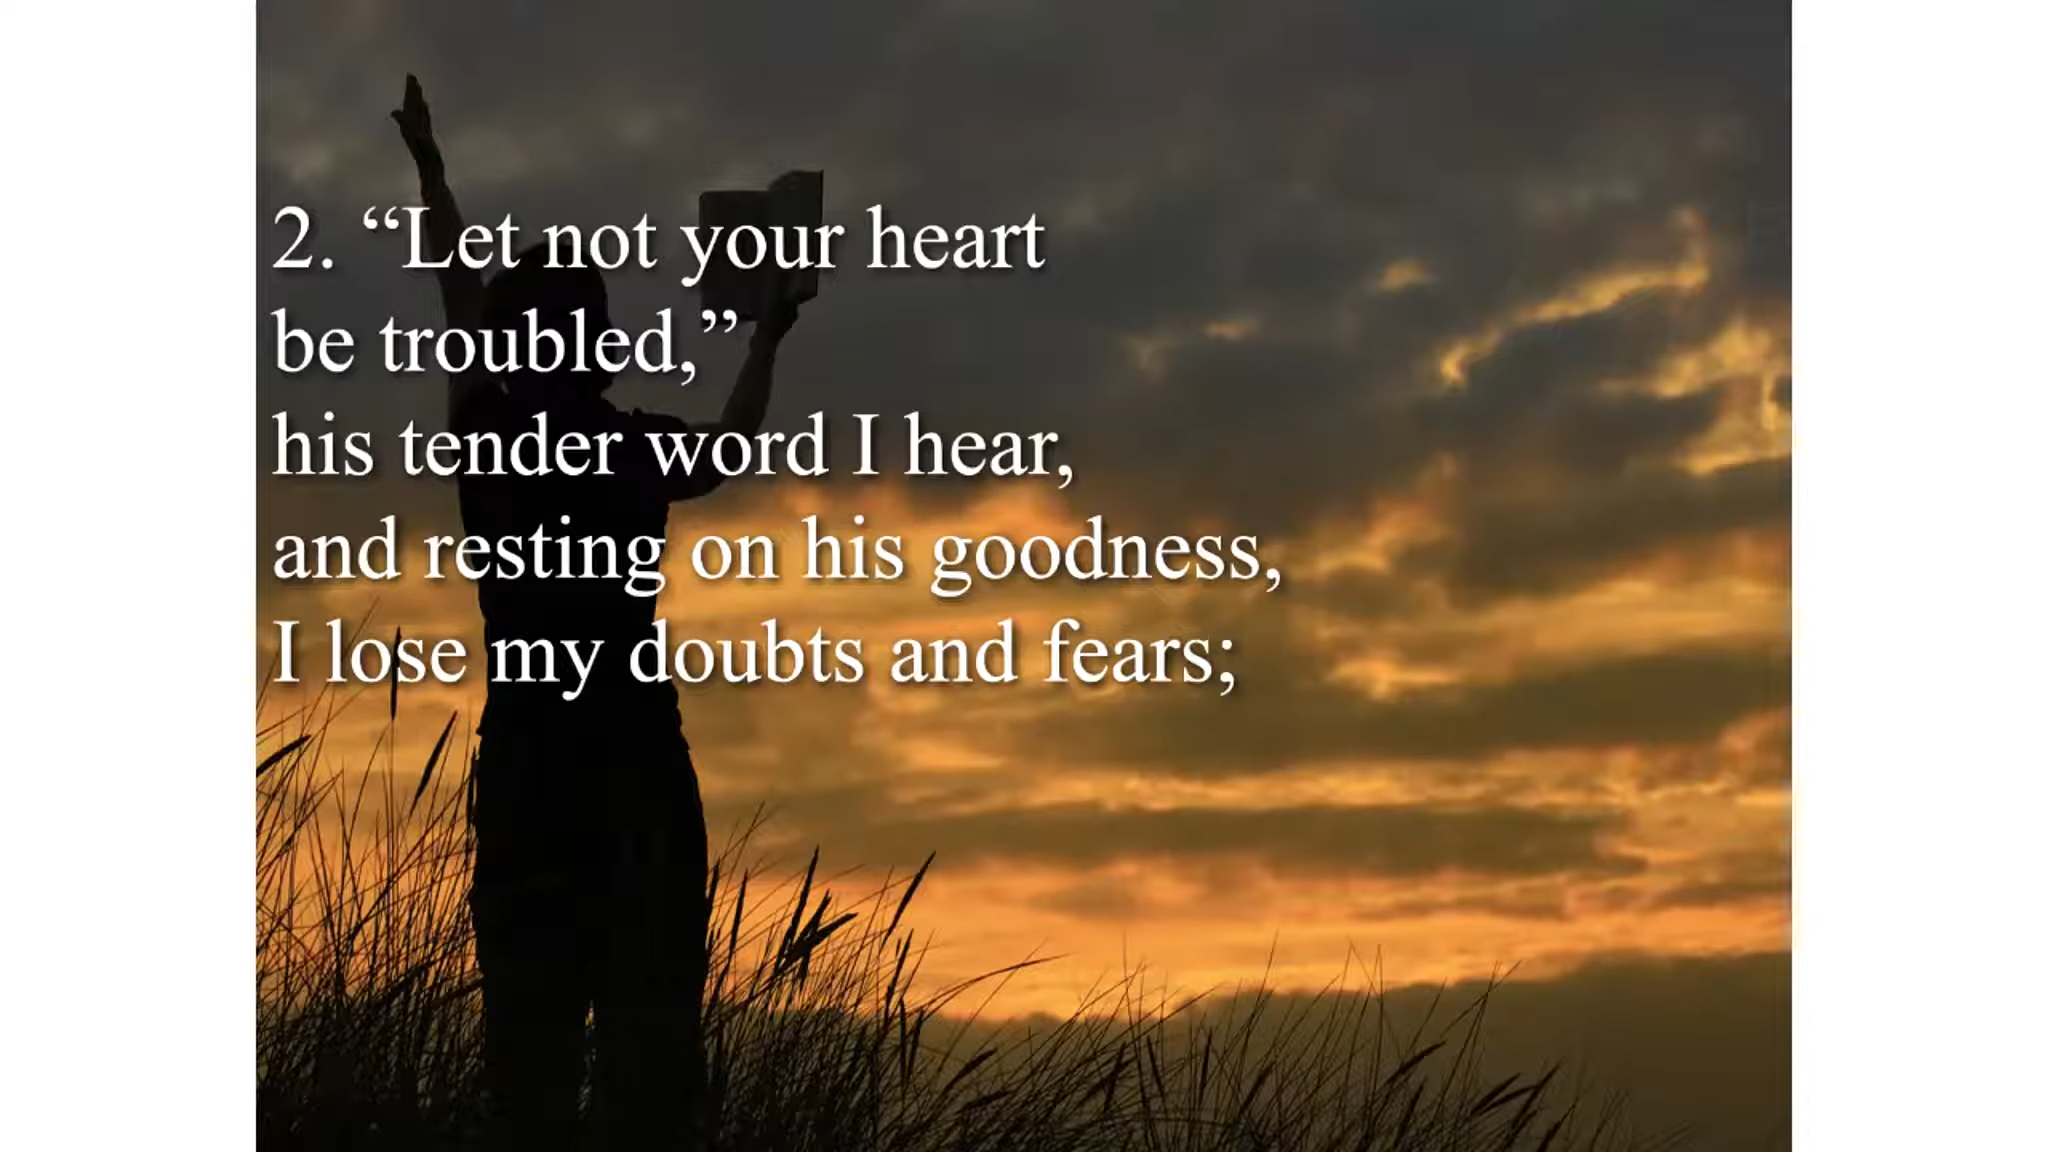 2. “Let not your heart
be troubled,”
his tender word I hear,
and resting on his goodness,
I lose my doubts and fears;